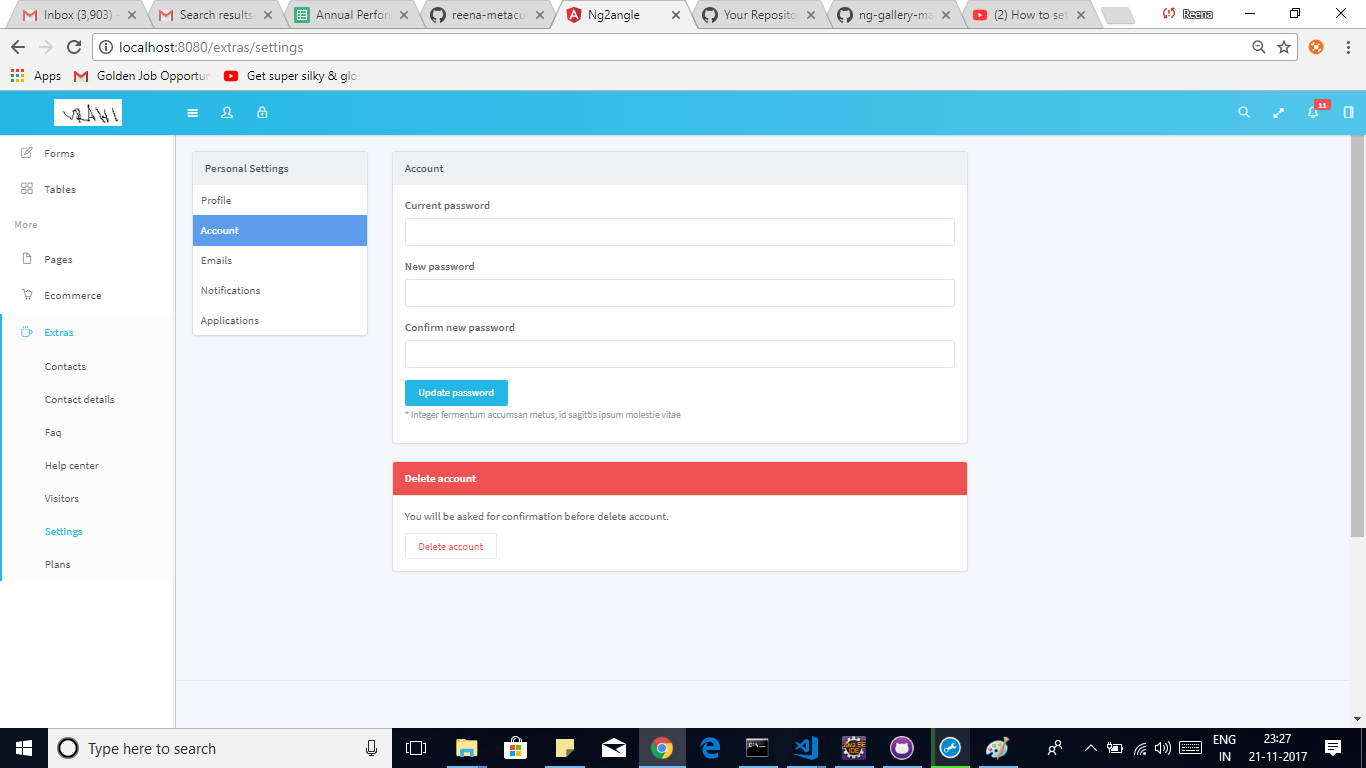 Inbox (3,903) -
Search results
Annual Perfor
reena-metacu
Ng2angle
Your Reposito
ng-gallery-ma
(2) How to se
Reena
localhost:8080/extras/settings
Apps
Golden Job Opportur
Get super silky & glo
11
Forms
Tables
More
Pages
Ecommerce
Extras
Contacts
Contact details
Faq
Help center
Visitors
Settings
Plans
Personal Settings
Profile
Account
Emails
Notifications
Applications
Account
Current password
New password
Confirm new password
Update password
* Integer fermentum accumsan metus, id sagittis ipsum molestie vitae
Delete account
You will be asked for confirmation before delete account.
Delete account
Type here to search
ENG
IN
23:27
21-11-2017